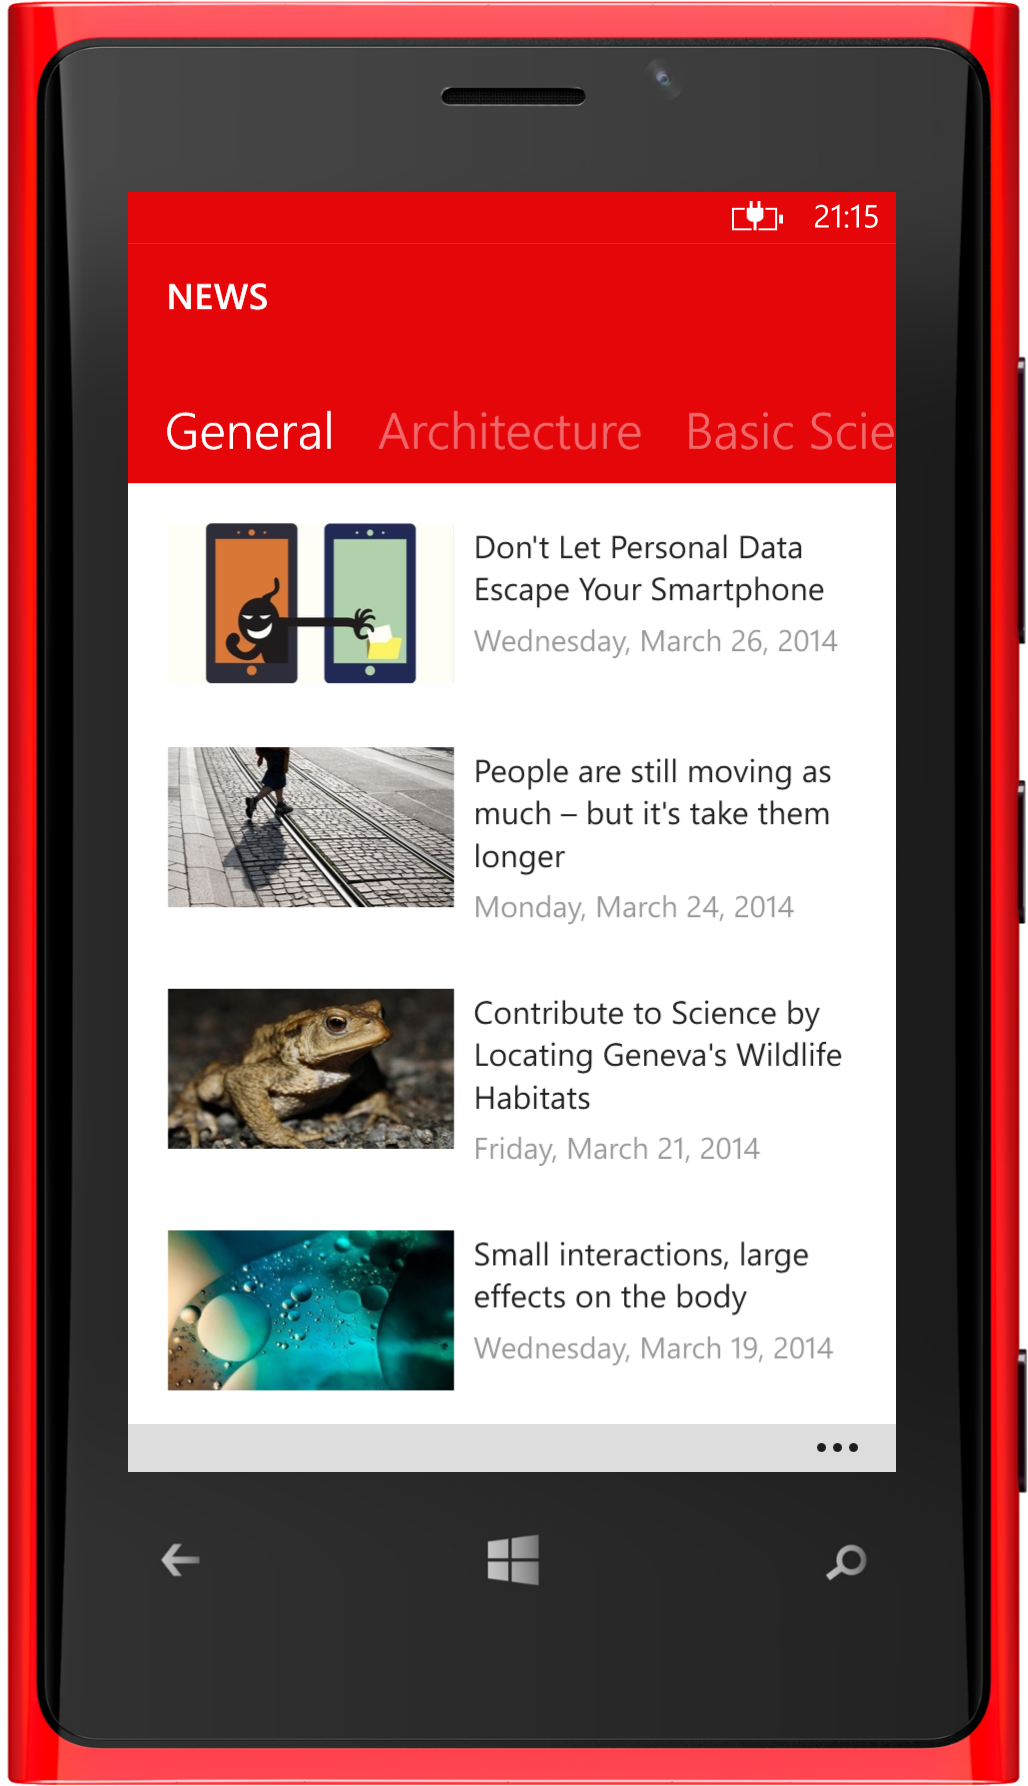 21:15
NEWS
General Architecture Basic Scie
Don't Let Personal Data
Escape Your Smartphone
Wednesday, March 26, 2014
People are still moving as
much – but it's take them
longer
Monday, March 24, 2014
Contribute to Science by
Locating Geneva's Wildlife
Habitats
Friday, March 21, 2014
Small interactions, large
effects on the body
Wednesday, March 19, 2014